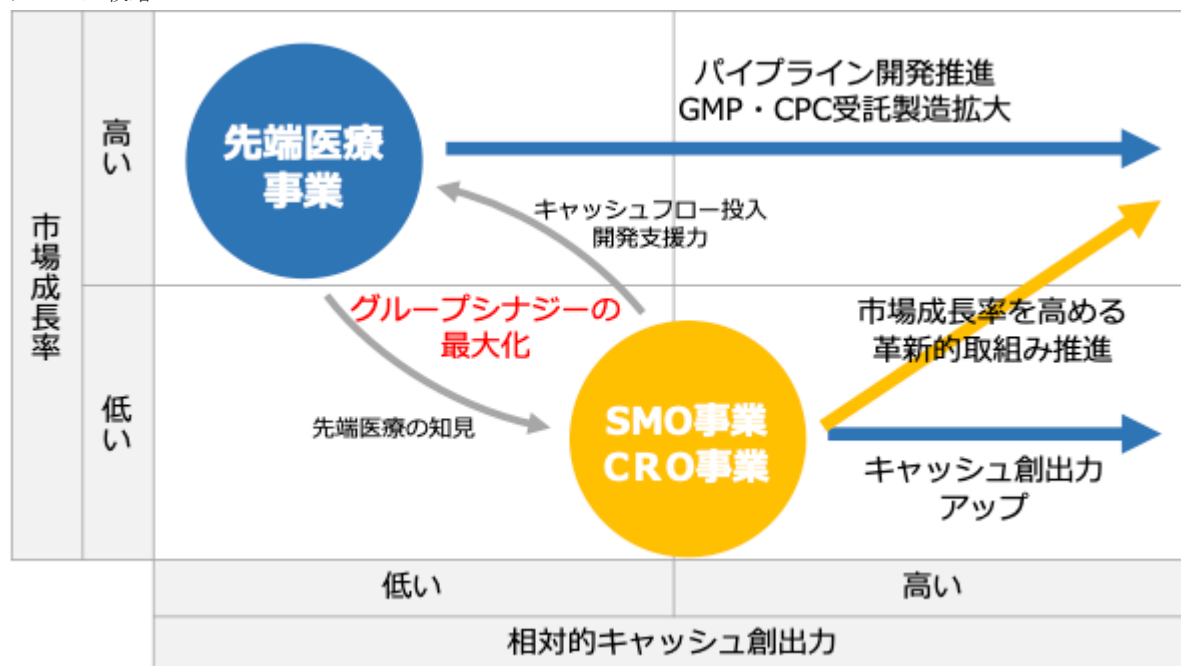 パイプライン開発推進
GMP・CPC受託製造拡大
高い
先端医療
事業
キャッシュフロー投入
開発支援力
市場成長率
グループシナジーの
最大化
市場成長率を高める
革新的取組み推進
低い
先端医療の知見
SMO事業
CRO事業
キャッシュ創出力
アップ
低い
高い
相対的キャッシュ創出力